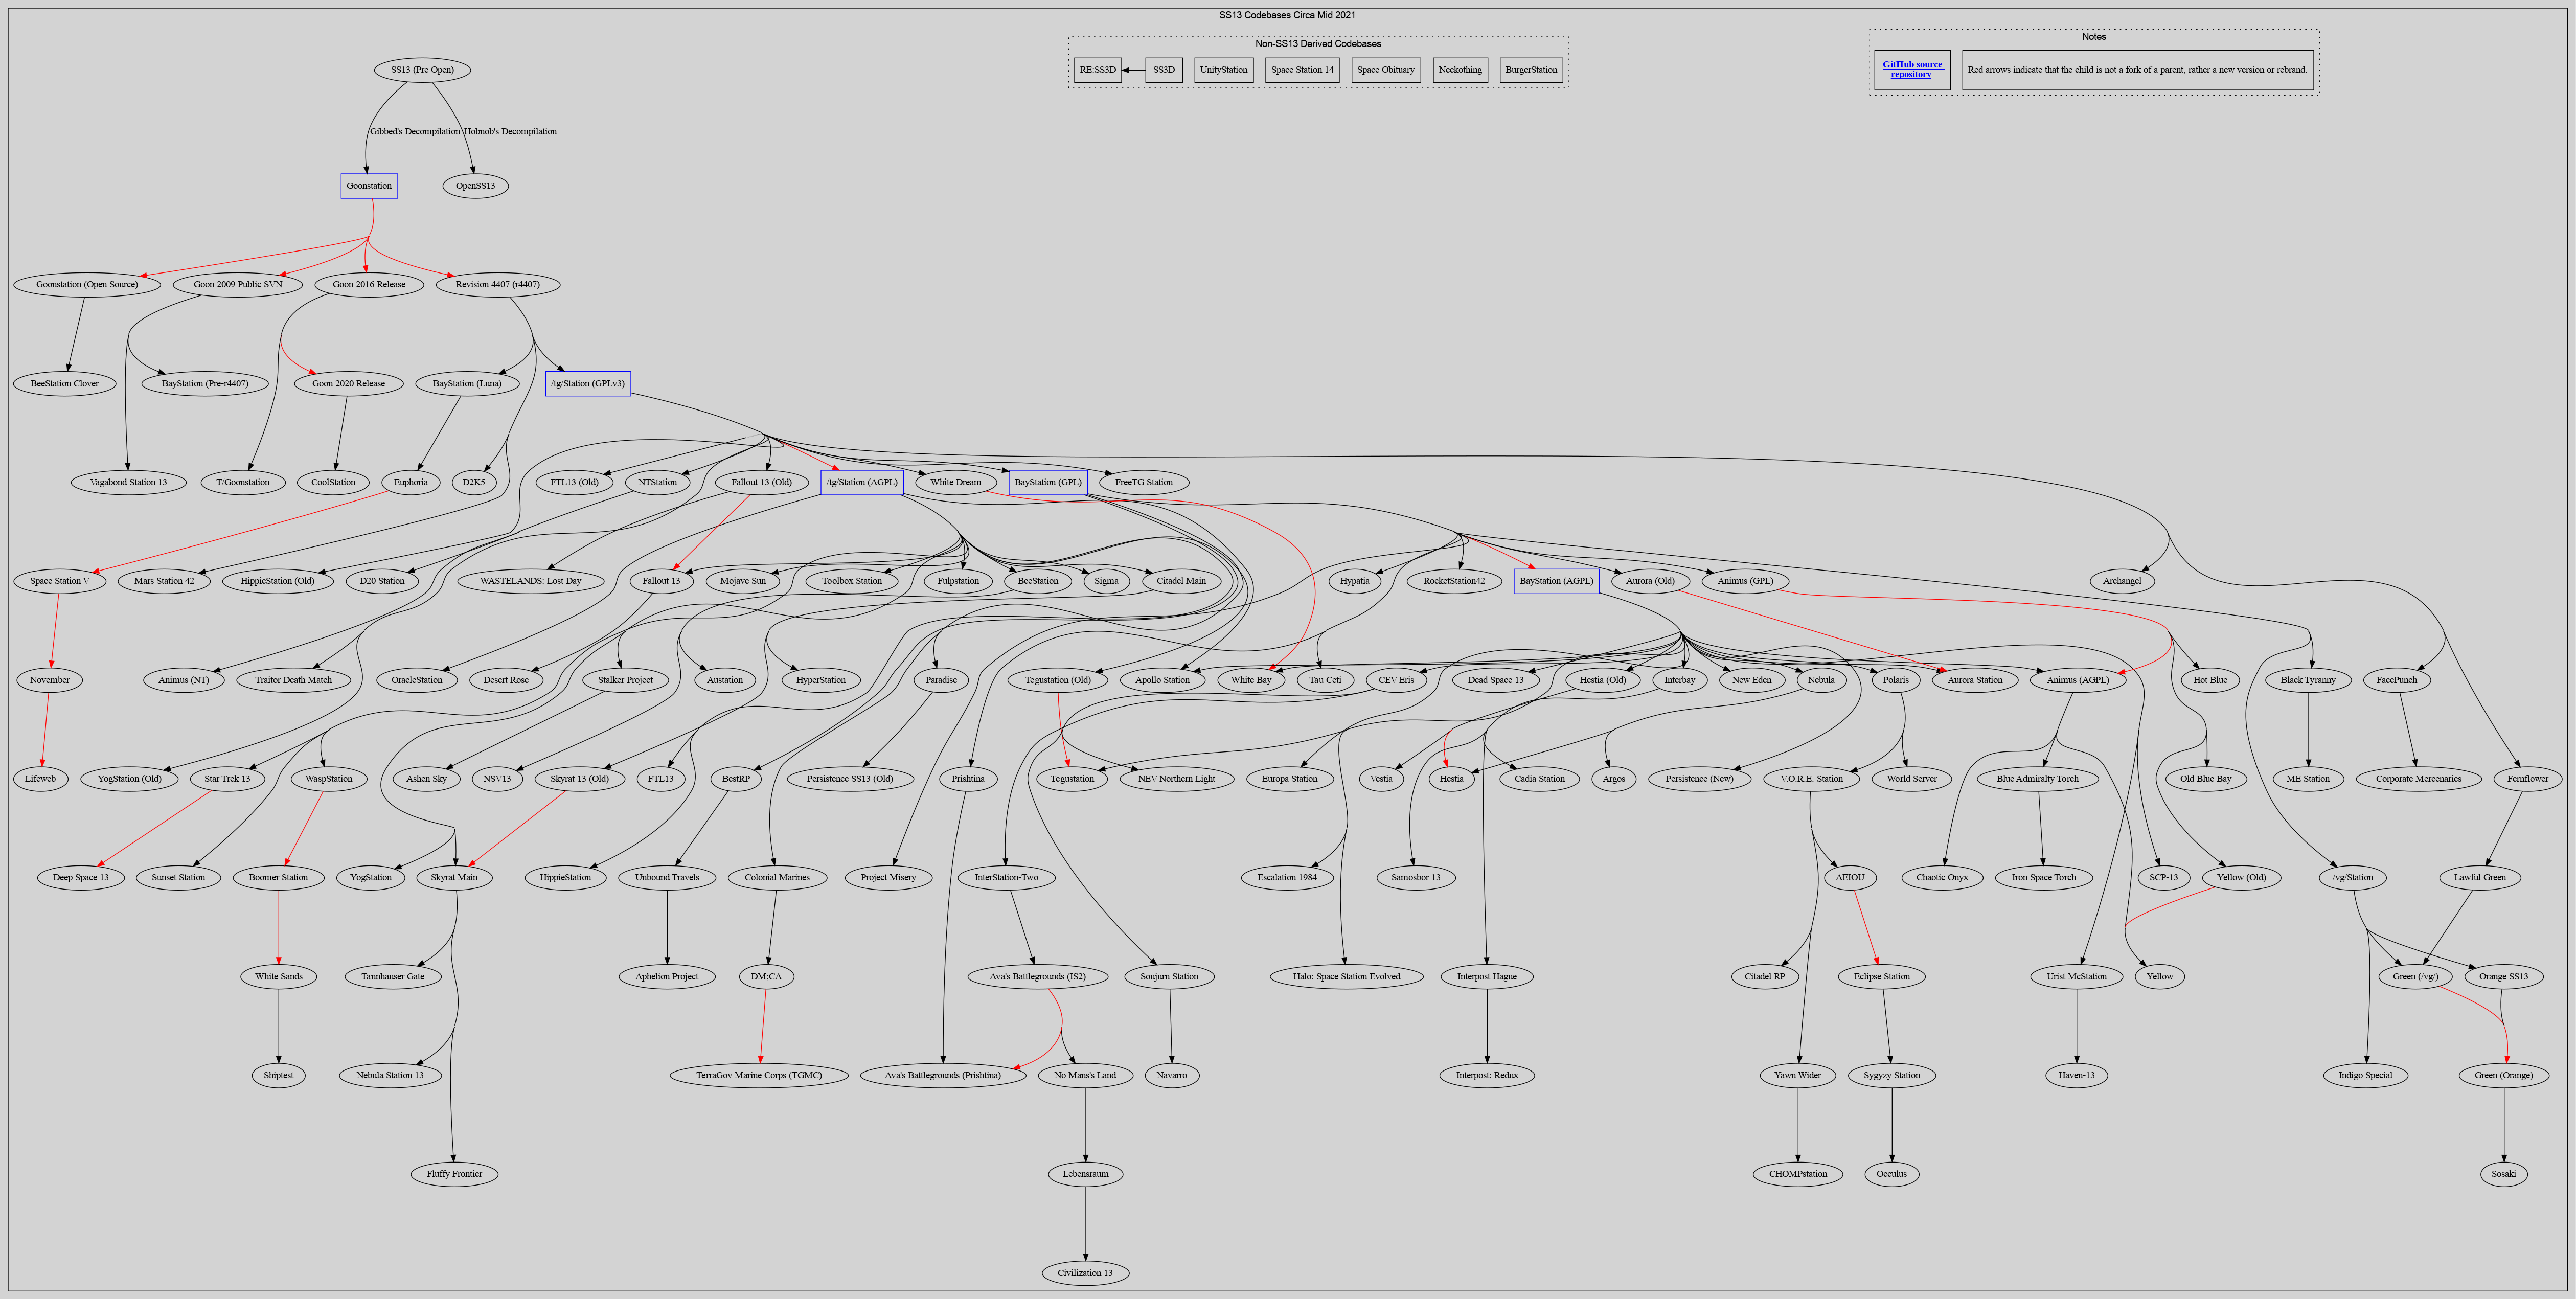 SS13 Codebases Circa Mid 2021
Non-SS13 Derived Codebases
RE:SS3D
SS3D
UnityStation
Space Station 14
Space Obituary
Neekothing
BurgerStation
Notes
GitHub source
repository
Red arrows indicate that the child is not a fork of a parent, rather a new version or rebrand.
SS13 (Pre Open)
Gibbed's Decompilation
Hobnob's Decompilation
Goonstation
OpenSS13
Goonstation (Open Source)
Goon 2009 Public SVN
Goon 2016 Release
Revision 4407 (r4407)
BeeStation Clover
BayStation (Pre-r4407)
Goon 2020 Release
BayStation (Luna)
/tg/Station (GPLv3)
Vagabond Station 13
T/Goonstation
CoolStation
Euphoria
D2K5
FTL13 (Old)
NTStation
Fallout 13 (Old)
/tg/Station (AGPL)
White Dream
BayStation (GPL)
FreeTG Station
Space Station V
Mars Station 42
HippieStation (Old)
D20 Station
WASTELANDS: Lost Day
Fallout 13
Mojave Sun
Toolbox Station
Fulpstation
BeeStation
Sigma
Citadel Main
Hypatia
RocketStation42
BayStation (AGPL)
Aurora (Old)
Animus (GPL)
Archangel
November
Animus (NT)
Traitor Death Match
OracleStation
Desert Rose
Stalker Project
Austation
HyperStation
Paradise
Tegustation (Old)
Apollo Station
White Bay
Tau Ceti
CEV Eris
Dead Space 13
Hestia (Old)
Interbay
New Eden
Nebula
Polaris
Aurora Station
Animus (AGPL)
Hot Blue
Black Tyranny
FacePunch
Lifeweb
YogStation (Old)
Star Trek 13
WaspStation
Ashen Sky
NSV13
Skyrat 13 (Old)
FTL13
BestRP
Persistence SS13 (Old)
Prishtina
Tegustation
NEV Northern Light
Europa Station
Vestia
Hestia
Cadia Station
Argos
Persistence (New)
V.O.R.E. Station
World Server
Blue Admiralty Torch
Old Blue Bay
ME Station
Corporate Mercenaries
Fernflower
Deep Space 13
Sunset Station
Boomer Station
YogStation
Skyrat Main
HippieStation
Unbound Travels
Colonial Marines
Project Misery
InterStation-Two
Escalation 1984
Samosbor 13
AEIOU
Chaotic Onyx
Iron Space Torch
SCP-13
Yellow (Old)
/vg/Station
Lawful Green
White Sands
Tannhauser Gate
Aphelion Project
DM;CA
Ava's Battlegrounds (IS2)
Soujurn Station
Halo: Space Station Evolved
Interpost Hague
Citadel RP
Eclipse Station
Urist McStation
Yellow
Green (/vg/)
Orange SS13
Shiptest
Nebula Station 13
TerraGov Marine Corps (TGMC)
Ava's Battlegrounds (Prishtina)
No Mans's Land
Navarro
Interpost: Redux
Yawn Wider
Sygyzy Station
Haven-13
Indigo Special
Green (Orange)
Fluffy Frontier
Lebensraum
CHOMPstation
Occulus
Sosaki
Civilization 13